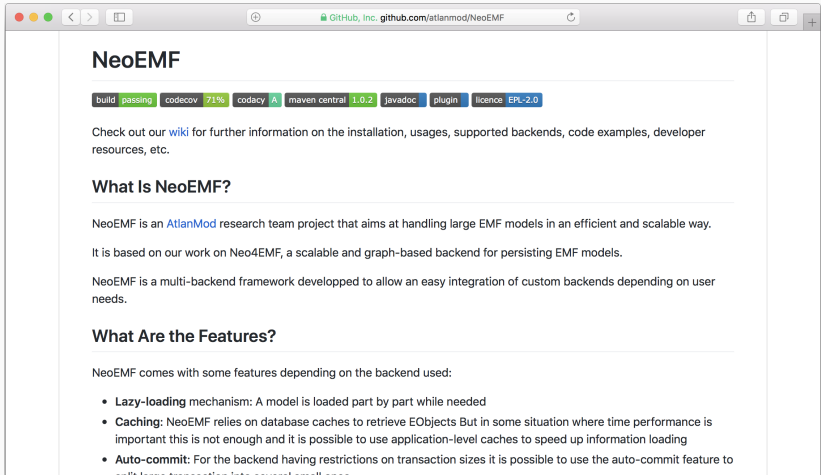 GitHub, Inc. github.com/atlanmod/NeoEMF
NeoEMF
build passing codecov 71% codacy A maven central 1.0.2 javadoc plugin licence EPL-2.0
Check out our wiki for further information on the installation, usages, supported backends, code examples, developer
resources, etc.
What Is NeoEMF?
NeoEMF is an AtlanMod research team project that aims at handling large EMF models in an efficient and scalable way.
It is based on our work on Neo4EMF, a scalable and graph-based backend for persisting EMF models.
NeoEMF is a multi-backend framework developped to allow an easy integration of custom backends depending on user
needs.
What Are the Features?
NeoEMF comes with some features depending on the backend used:
• Lazy-loading mechanism: A model is loaded part by part while needed
• Caching: NeoEMF relies on database caches to retrieve EObjects But in some situation where time performance is
important this is not enough and it is possible to use application-level caches to speed up information loading
• Auto-commit: For the backend having restrictions on transaction sizes it is possible to use the auto-commit feature to
split large transaction into several small ones